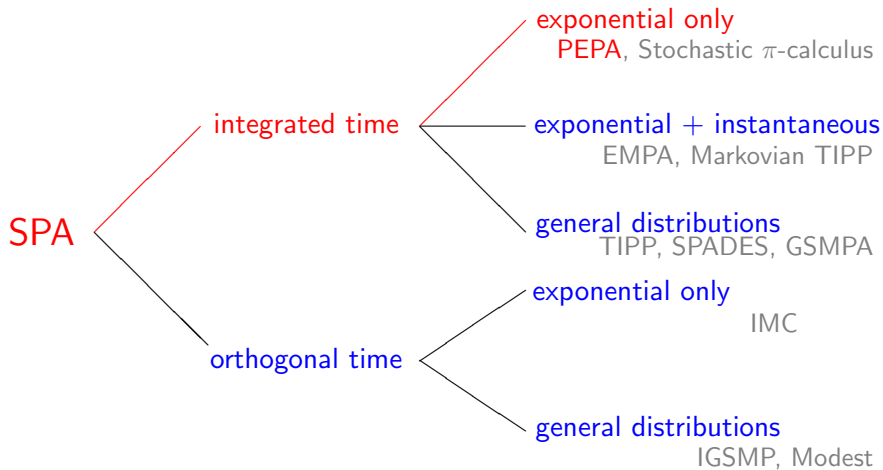 exponential only
PEPA, Stochastic π-calculus
integrated time
exponential + instantaneous
EMPA, Markovian TIPP
SPA
general distributions
TIPP, SPADES, GSMPA
exponential only
IMC
orthogonal time
general distributions
IGSMP, Modest